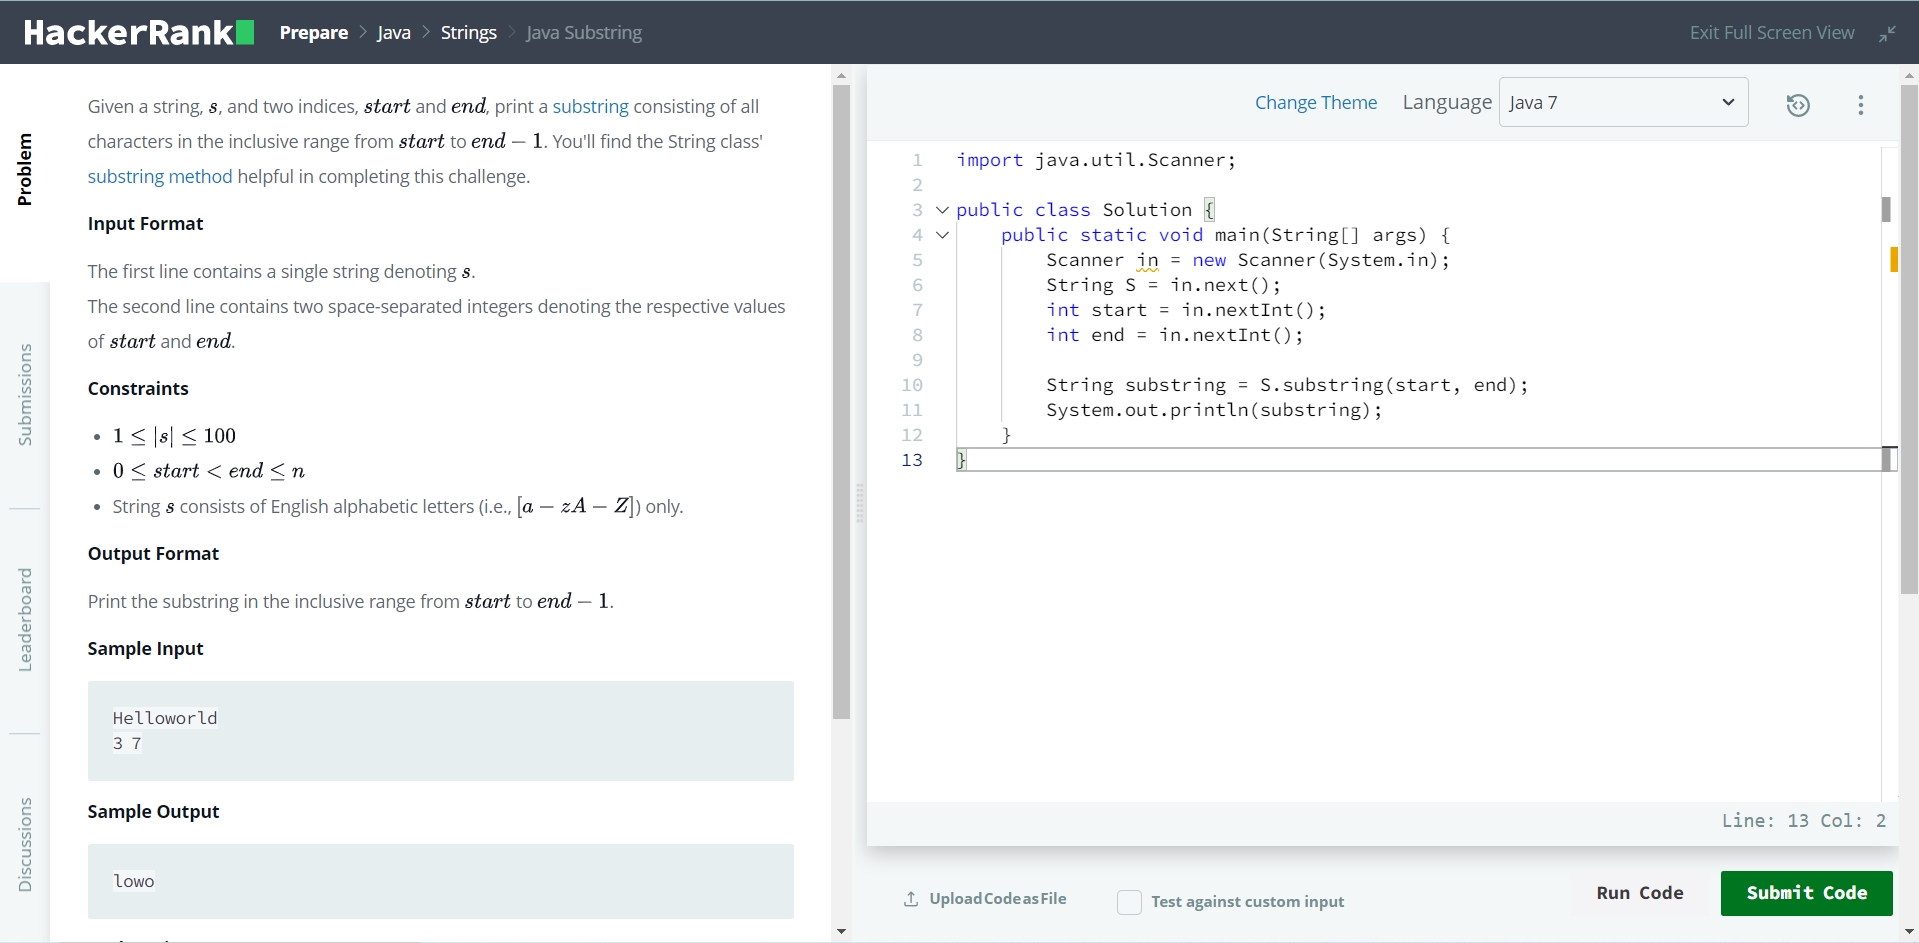 HackerRank Prepare > Java > Strings > Java Substring Exit Full Screen View
Problem
Submissions
Leaderboard
Discussions
Given a string, s, and two indices, start and end, print a substring consisting of all
characters in the inclusive range from start to end − 1. You'll find the String class'
substring method helpful in completing this challenge.
Input Format
The first line contains a single string denoting s.
The second line contains two space-separated integers denoting the respective values
of start and end.
Constraints
• 1 ≤ |s| ≤ 100
• 0 ≤ start < end ≤ n
• String s consists of English alphabetic letters (i.e., [a − zA − Z]) only.
Output Format
Print the substring in the inclusive range from start to end − 1.
Sample Input
Helloworld
3 7
Sample Output
lowo
Change Theme Language Java 7
1 import java.util.Scanner;
2
3 public class Solution {
4 public static void main(String[] args) {
5 Scanner in = new Scanner(System.in);
6 String S = in.next();
7 int start = in.nextInt();
8 int end = in.nextInt();
9
10 String substring = S.substring(start, end);
11 System.out.println(substring);
12 }
13 }
Line: 13 Col: 2
Upload Code as File Test against custom input Run Code Submit Code